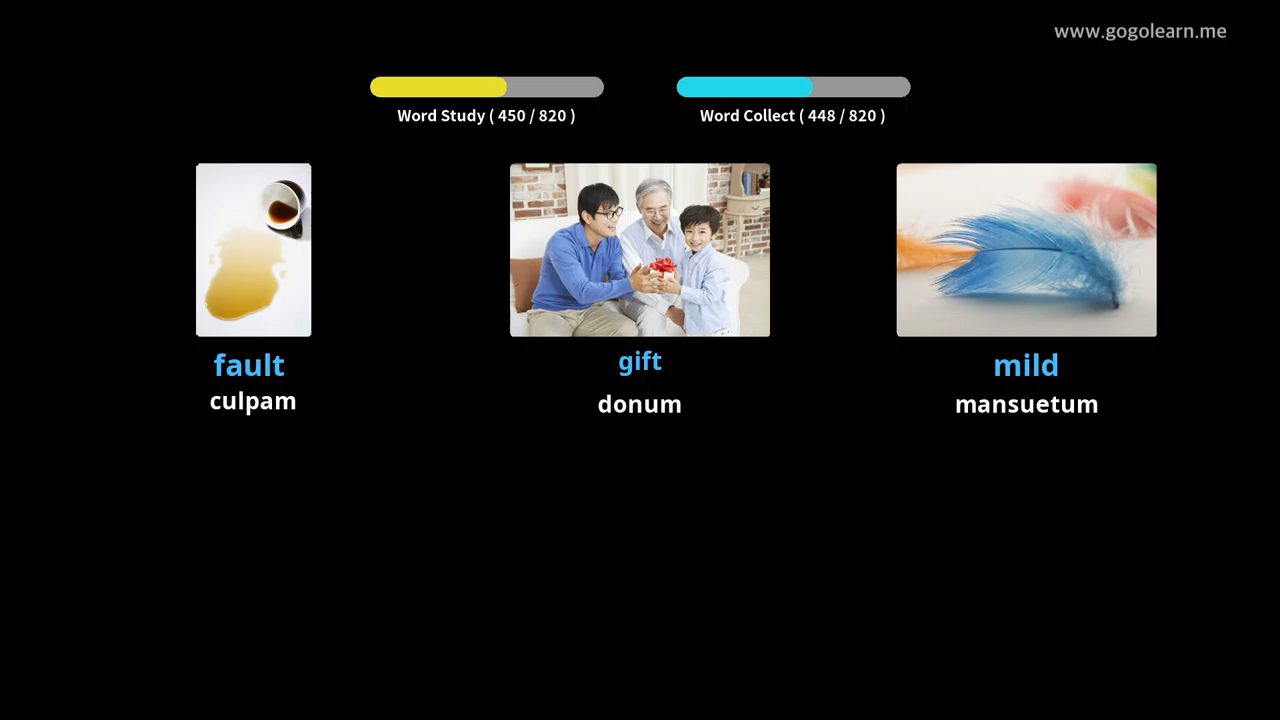 www.gogolearn.me
Word Study ( 450 / 820 )
Word Collect ( 448 / 820 )
fault
culpam
gift
donum
mild
mansuetum